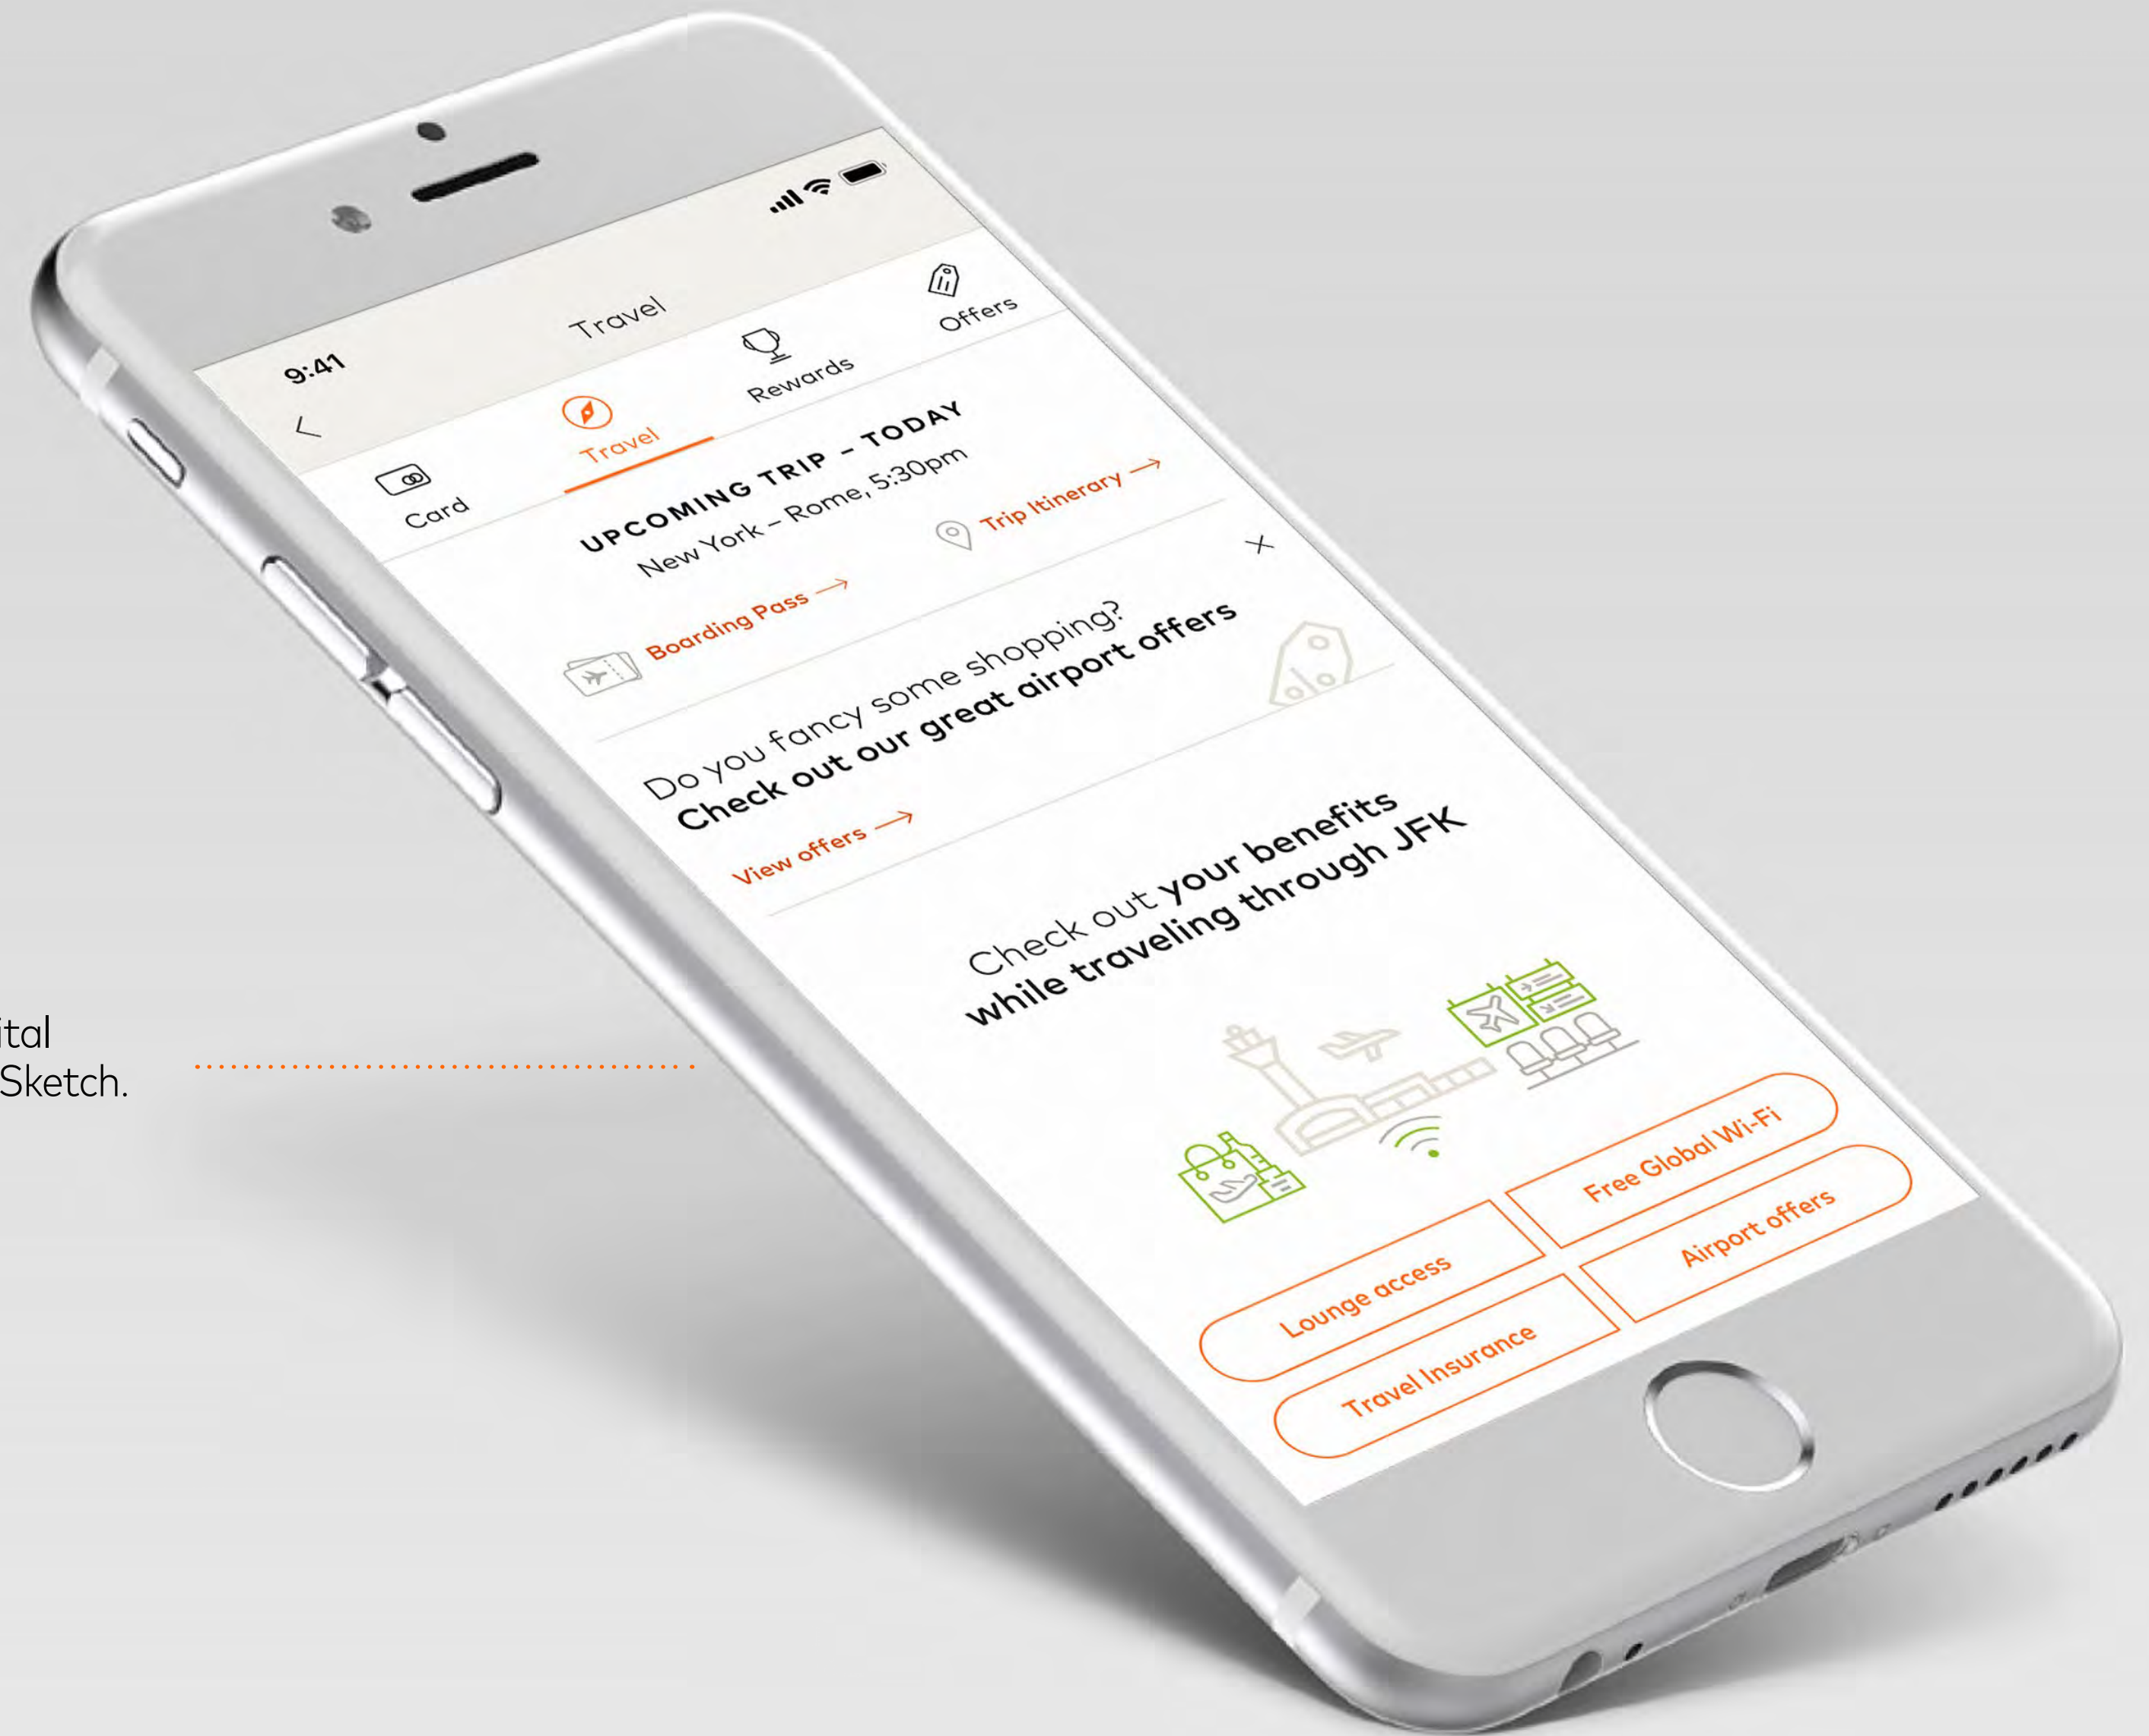 9:41
Travel
Card
Travel
Rewards
Offers
UPCOMING TRIP – TODAY
New York – Rome, 5:30pm
Boarding Pass
Trip Itinerary
Do you fancy some shopping?
Check out our great airport offers
View offers
Check out your benefits
while traveling through JFK
Lounge access
Free Global Wi-Fi
Travel Insurance
Airport offers
Sketch.